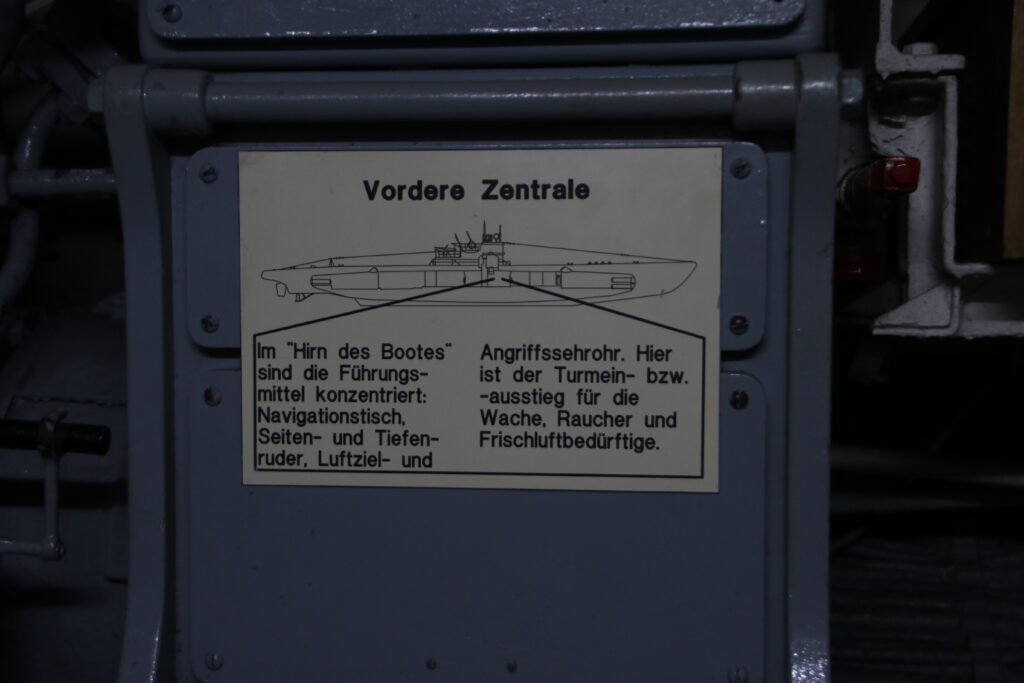 Vordere Zentrale
Im "Hirn des Bootes"
sind die Führungs-
mittel konzentriert:
Navigationstisch,
Seiten- und Tiefen-
ruder, Luftziel- und
Angriffssehrohr. Hier
ist der Turmein- bzw.
-ausstieg für die
Wache, Raucher und
Frischluftbedürftige.